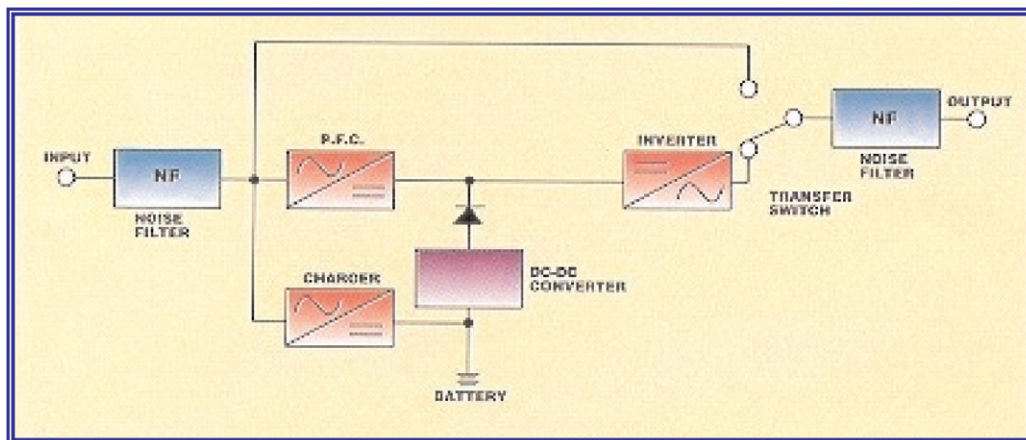 INPUT
NF
NOISE
FILTER
P.F.C.
CHARGER
DC-DC
CONVERTER
BATTERY
INVERTER
TRANSFER
SWITCH
NF
NOISE
FILTER
OUTPUT